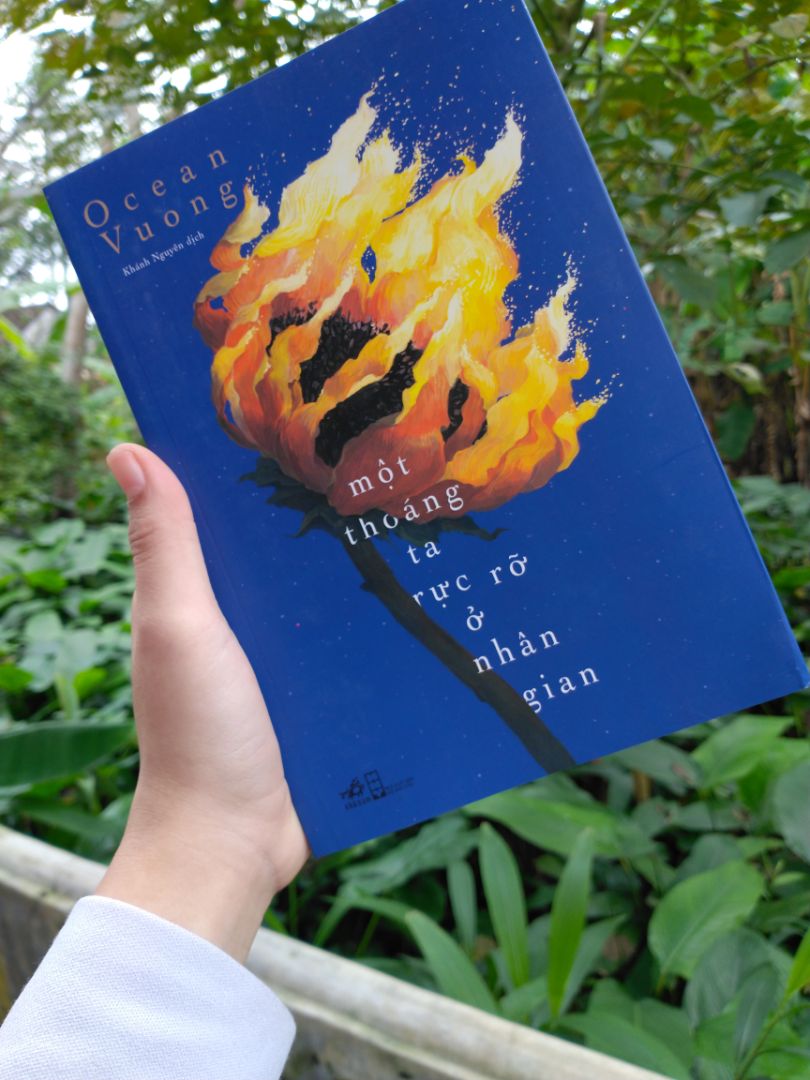 Ocean
Vuong
Khánh Nguyên dịch
một
thoáng
ta
rực rỡ
ở
nhân
gian